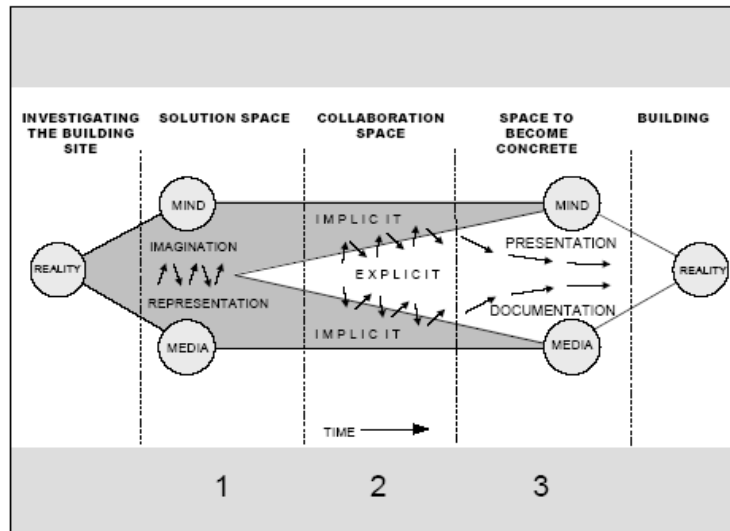 INVESTIGATING
THE BUILDING
SITE
SOLUTION SPACE
COLLABORATION
SPACE
SPACE TO
BECOME
CONCRETE
BUILDING
MIND
MIND
IMPLICIT
IMAGINATION
PRESENTATION
REALITY
EXPLICIT
REALITY
REPRESENTATION
DOCUMENTATION
IMPLICIT
MEDIA
MEDIA
TIME
1
2
3